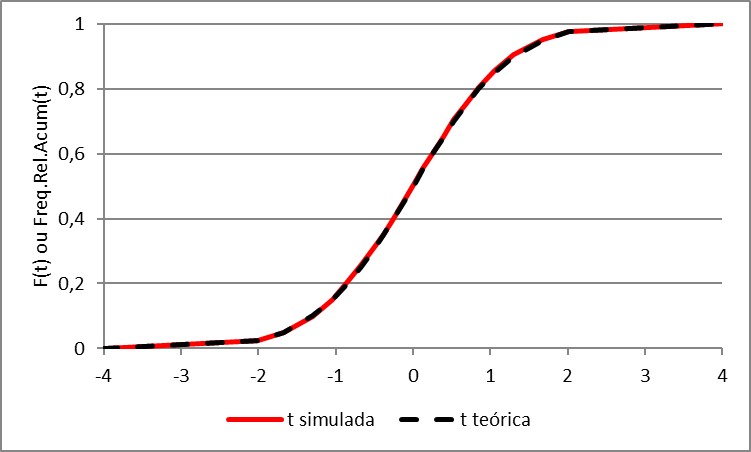 F(t) ou Freq.Rel.Acum(t)
1
0,8
0,6
0,4
0,2
0
-4 -3 -2 -1 0 1 2 3 4
t simulada t teórica